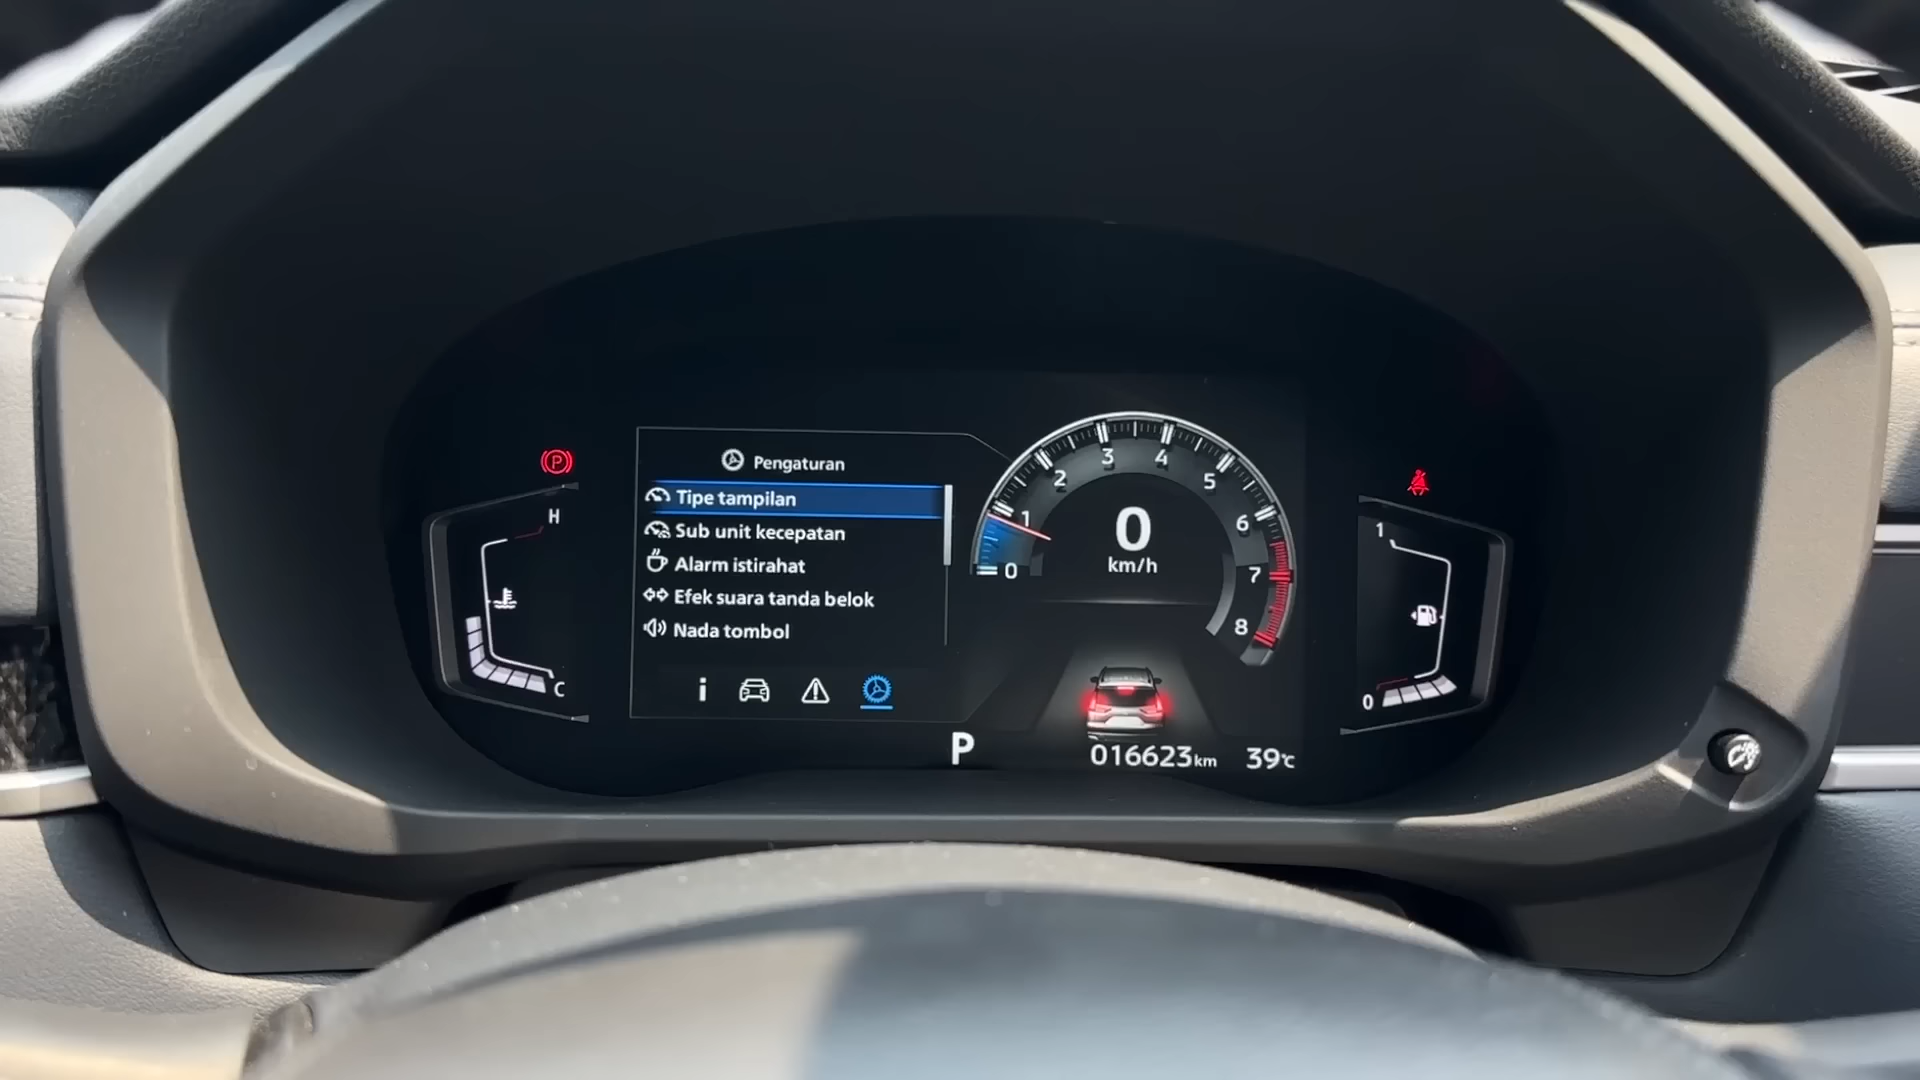 Pengaturan
Tipe tampilan
Sub unit kecepatan
Alarm istirahat
Efek suara tanda belok
Nada tombol
P
H
C
0
1
2
3
4
5
6
7
8
0
km/h
1
0
P
016623km
39℃